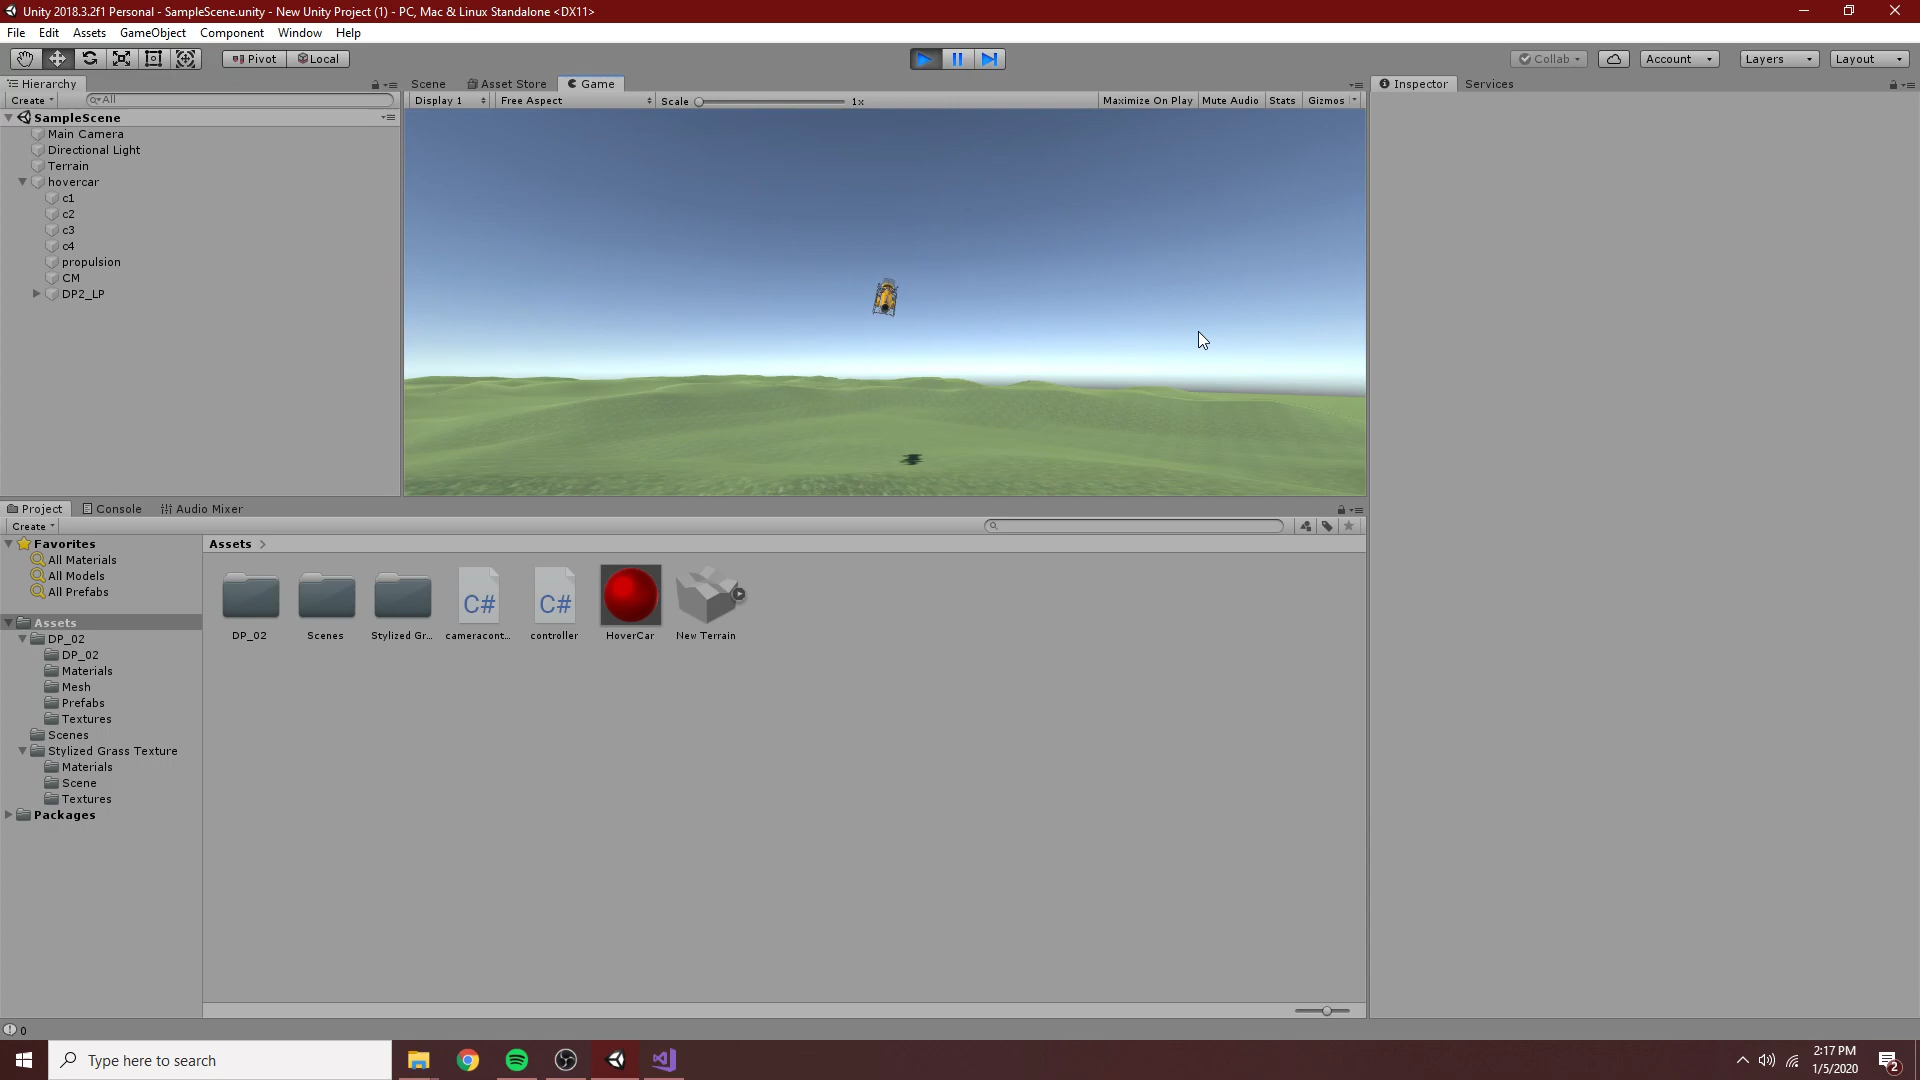 Unity 2018.3.2f1 Personal - SampleScene.unity - New Unity Project (1) - PC, Mac & Linux Standalone <DX11>
File Edit Assets GameObject Component Window Help
Pivot Local Collab Account Layers Layout
Hierarchy Scene Asset Store Game Inspector Services
Create All Display 1 Free Aspect Scale 1x Maximize On Play Mute Audio Stats Gizmos
SampleScene
Main Camera
Directional Light
Terrain
hovercar
c1
c2
c3
c4
propulsion
CM
DP2_LP
Project Console Audio Mixer
Create
Favorites
All Materials
All Models
All Prefabs
Assets
DP_02
DP_02
Materials
Mesh
Prefabs
Textures
Scenes
Stylized Grass Texture
Materials
Scene
Textures
Packages
Assets >
C# C#
DP_02 Scenes Stylized Gr... cameracont... controller HoverCar New Terrain
0
Type here to search
2:17 PM
1/5/2020
2